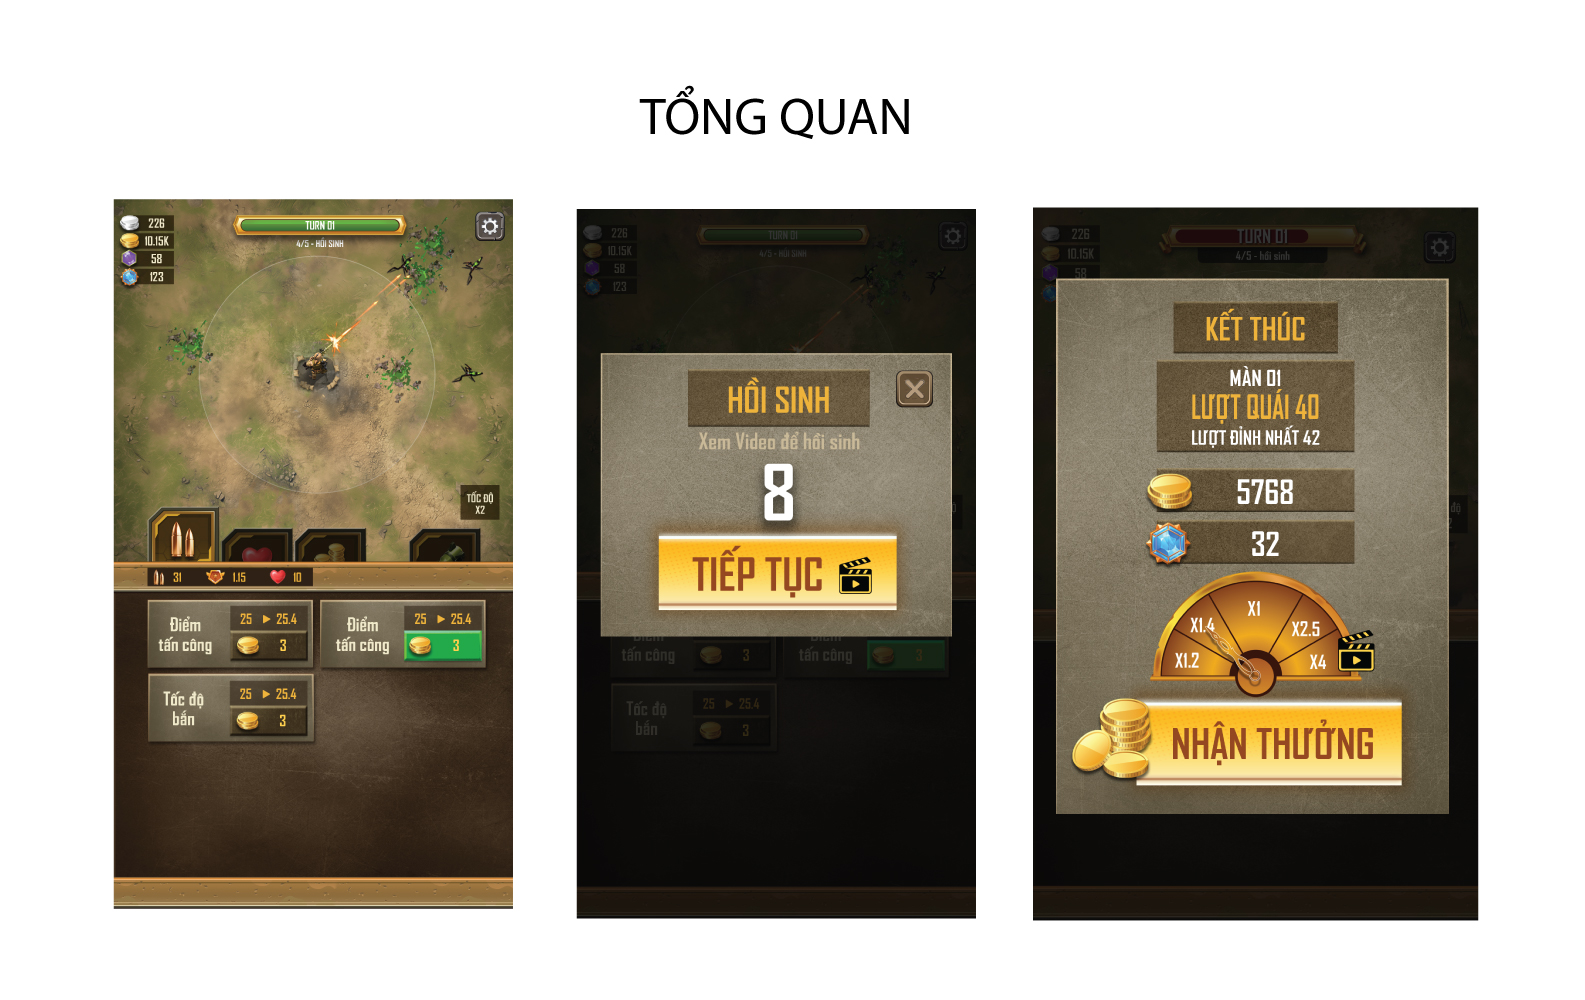 TỔNG QUAN
226
10.15K
58
123
TURN 01
4/5 - HỒI SINH
TỐC ĐỘ
X2
31
1.15
10
Điểm
tấn công
25 ▶ 25.4
3
Điểm
tấn công
25 ▶ 25.4
3
Tốc độ
bắn
25 ▶ 25.4
3
226
10.15K
58
123
TURN 01
4/5 - HỒI SINH
HỒI SINH
Xem Video để hồi sinh
8
TIẾP TỤC
Điểm
tấn công
3
Điểm
tấn công
3
Tốc độ
bắn
25 ▶ 25.4
3
226
10.15K
58
TURN 01
4/5 - hồi sinh
KẾT THÚC
MÀN 01
LƯỢT QUÁI 40
LƯỢT ĐỈNH NHẤT 42
5768
32
X1.2
X1.4
X1
X2.5
X4
NHẬN THƯỞNG